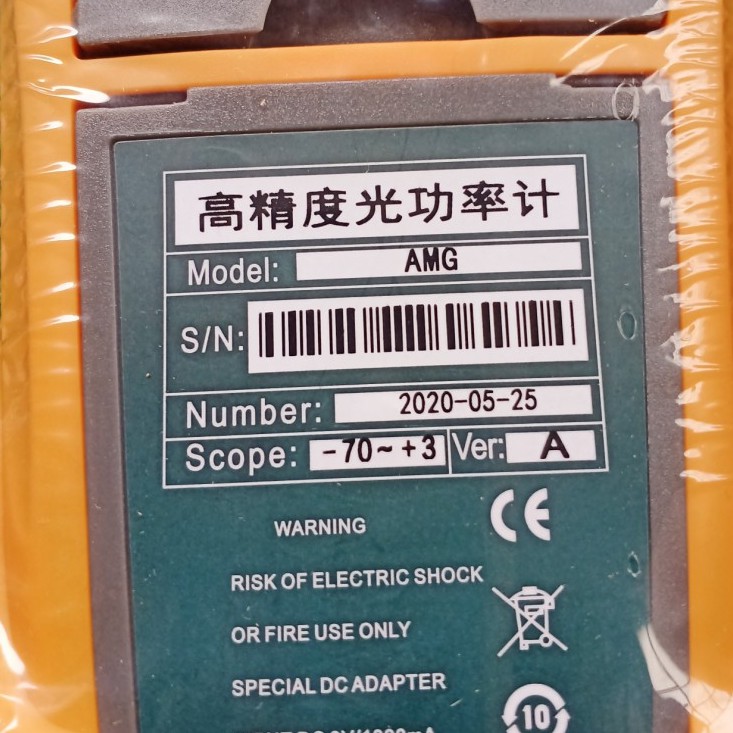 高精度光功率计
Model: AMG
S/N:
Number: 2020-05-25
Scope: -70~+3 Ver: A
CE
WARNING
RISK OF ELECTRIC SHOCK
OR FIRE USE ONLY
SPECIAL DC ADAPTER
10